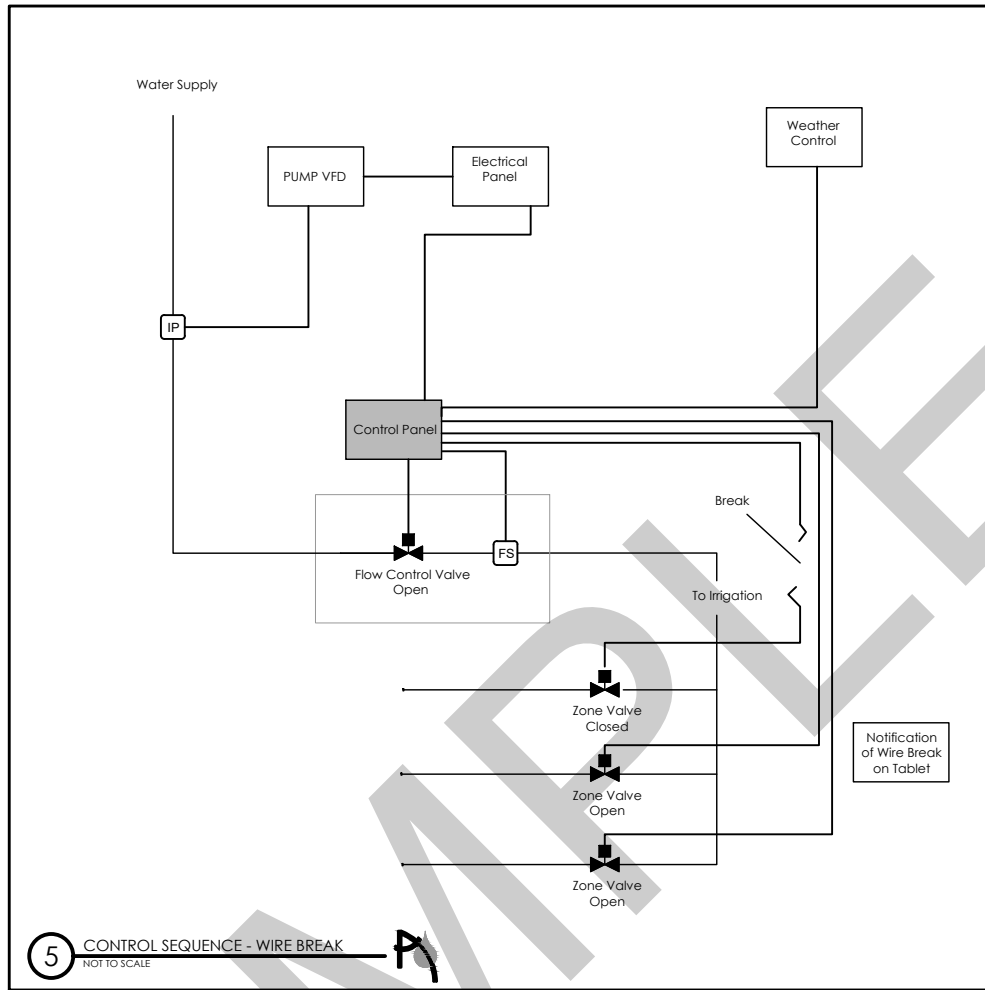 Water Supply
Weather
Control
PUMP VFD
Electrical
Panel
IP
Control Panel
Break
FS
Flow Control Valve
Open
To Irrigation
Zone Valve
Closed
Notification
of Wire Break
on Tablet
Zone Valve
Open
Zone Valve
Open
5
CONTROL SEQUENCE - WIRE BREAK
NOT TO SCALE
MPLE